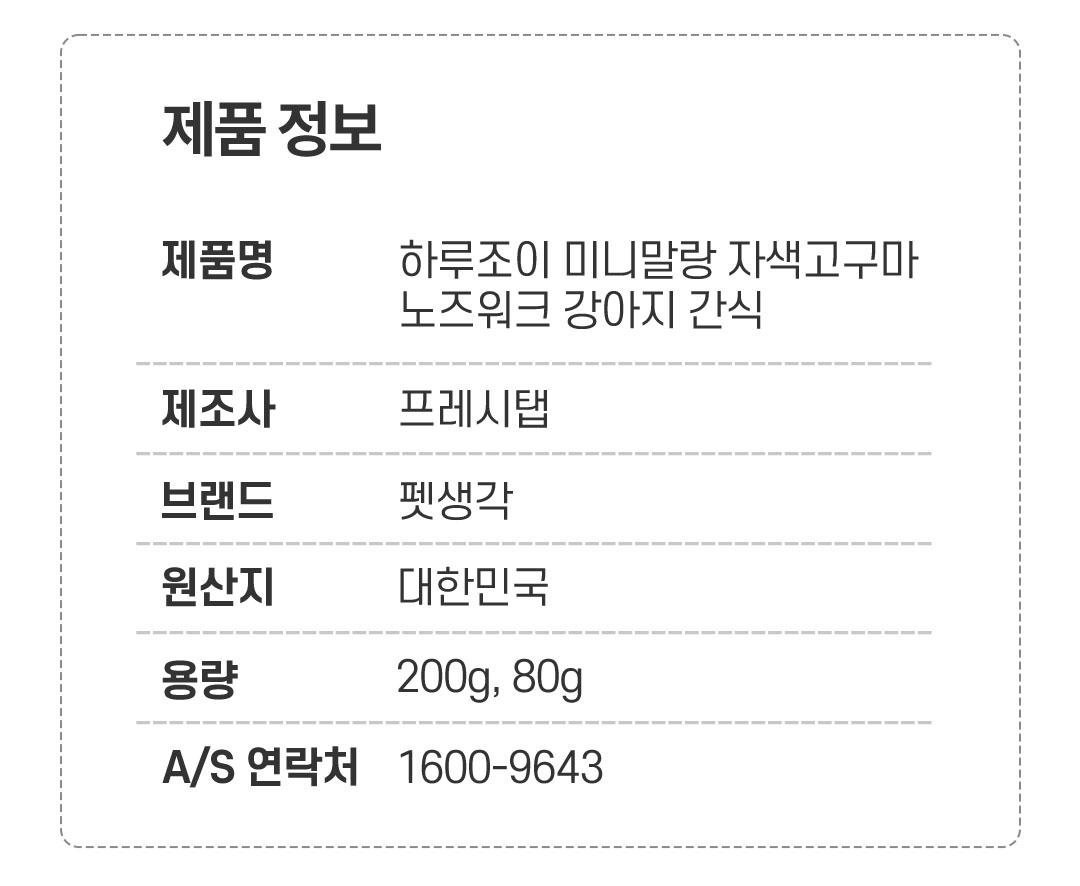 제품 정보
제품명 하루조이 미니말랑 자색고구마
노즈워크 강아지 간식
제조사 프레시탭
브랜드 펫생각
원산지 대한민국
용량 200g, 80g
A/S 연락처 1600-9643